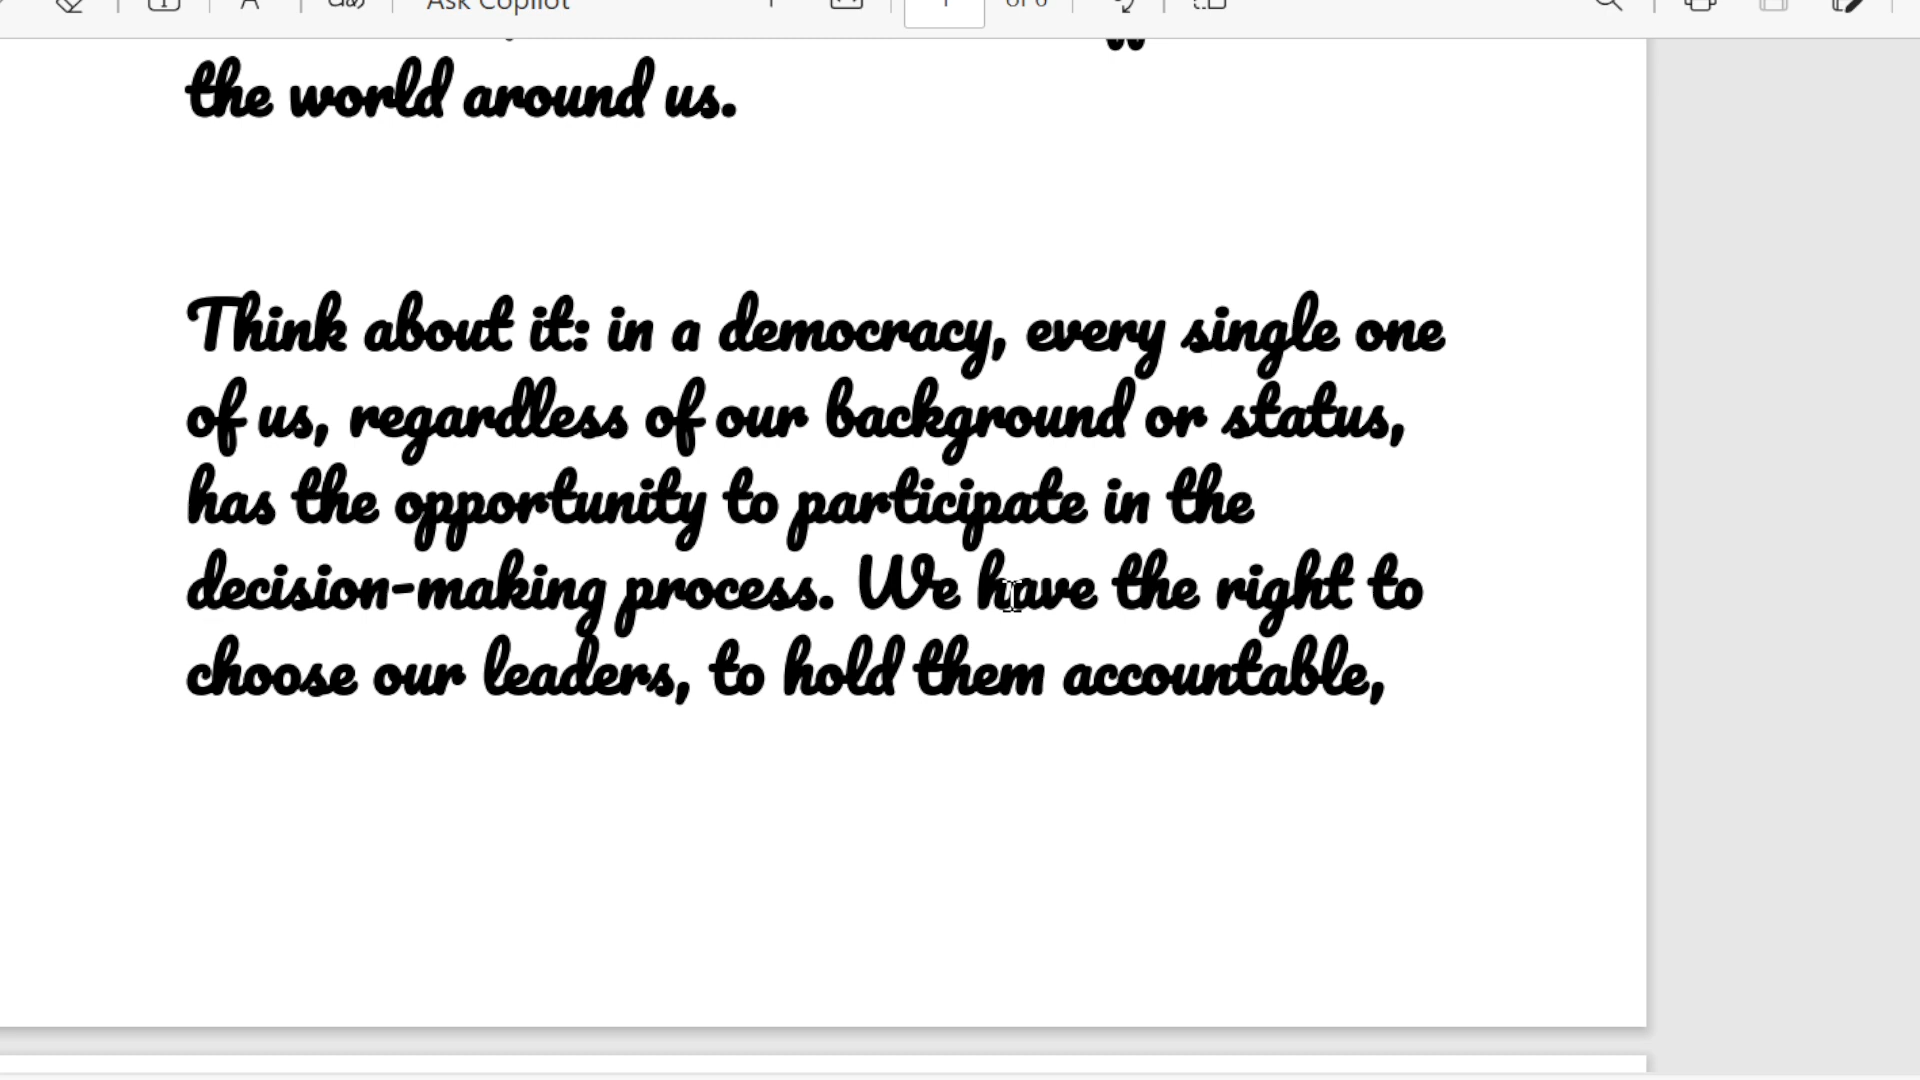 Ask Copilot
the world around us.
Think about it: in a democracy, every single one
of us, regardless of our background or status,
has the opportunity to participate in the
decision-making process. We have the right to
choose our leaders, to hold them accountable,